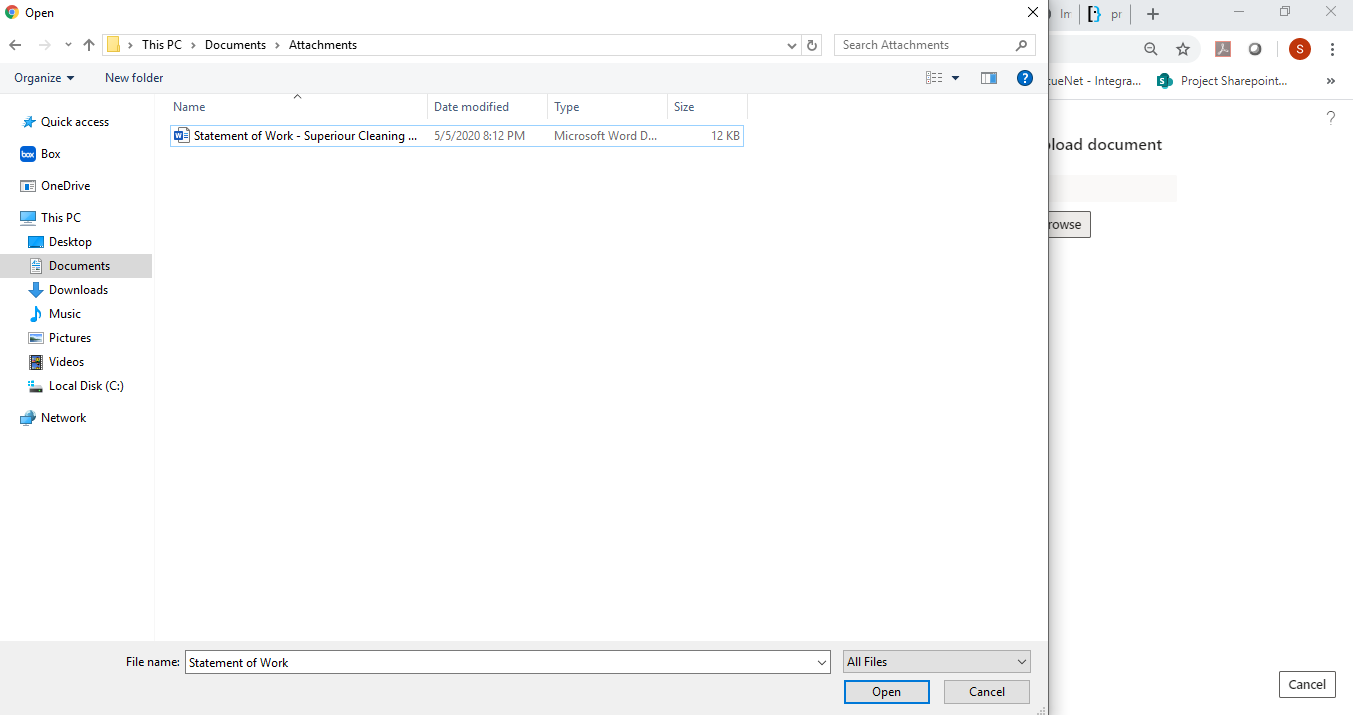 Open
In
pr
This PC
Documents
Attachments
Search Attachments
S
Organize
New folder
ueNet - Integra...
Project Sharepoint...
Name
Date modified
Type
Size
Quick access
Statement of Work - Superiour Cleaning ...
5/5/2020 8:12 PM
Microsoft Word D...
12 KB
load document
box
Box
OneDrive
This PC
rowse
Desktop
Documents
Downloads
Music
Pictures
Videos
Local Disk (C:)
Network
File name:
Statement of Work
All Files
Open
Cancel
Cancel